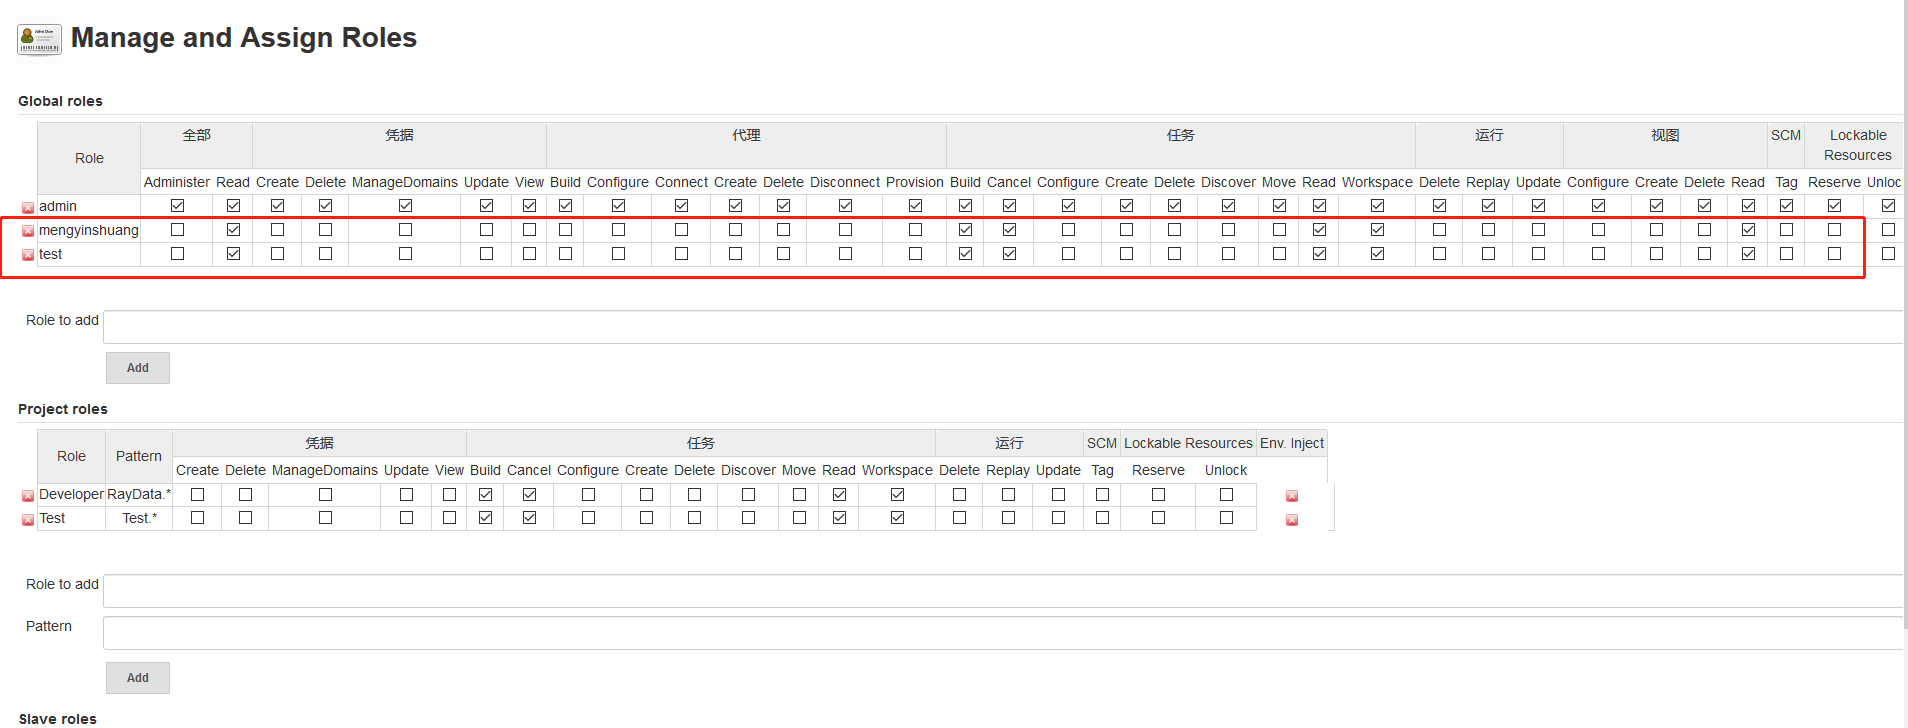 Manage and Assign Roles
Global roles
Role 全部 凭据 代理 任务 运行 视图 SCM Lockable Resources
Administer Read Create Delete ManageDomains Update View Build Configure Connect Create Delete Disconnect Provision Build Cancel Configure Create Delete Discover Move Read Workspace Delete Replay Update Configure Create Delete Read Tag Reserve Unloc
admin
mengyinshuang
test
Role to add
Add
Project roles
Role Pattern 凭据 任务 运行 SCM Lockable Resources Env. Inject
Create Delete ManageDomains Update View Build Cancel Configure Create Delete Discover Move Read Workspace Delete Replay Update Tag Reserve Unlock
Developer RayData.*
Test Test.*
Role to add
Pattern
Add
Slave roles